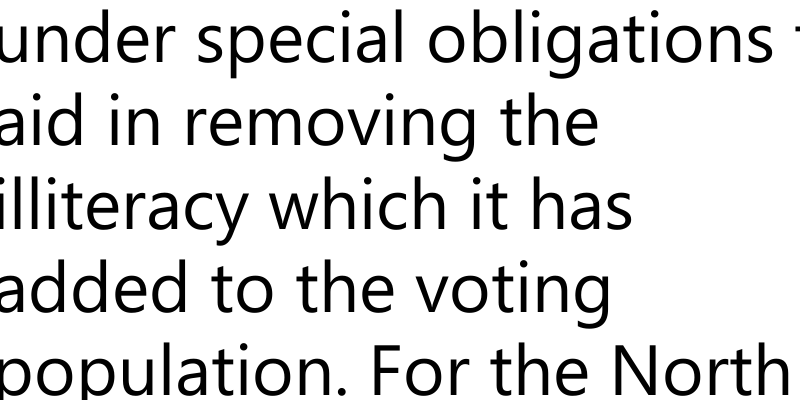 under special obligations
aid in removing the
illiteracy which it has
added to the voting
population. For the North